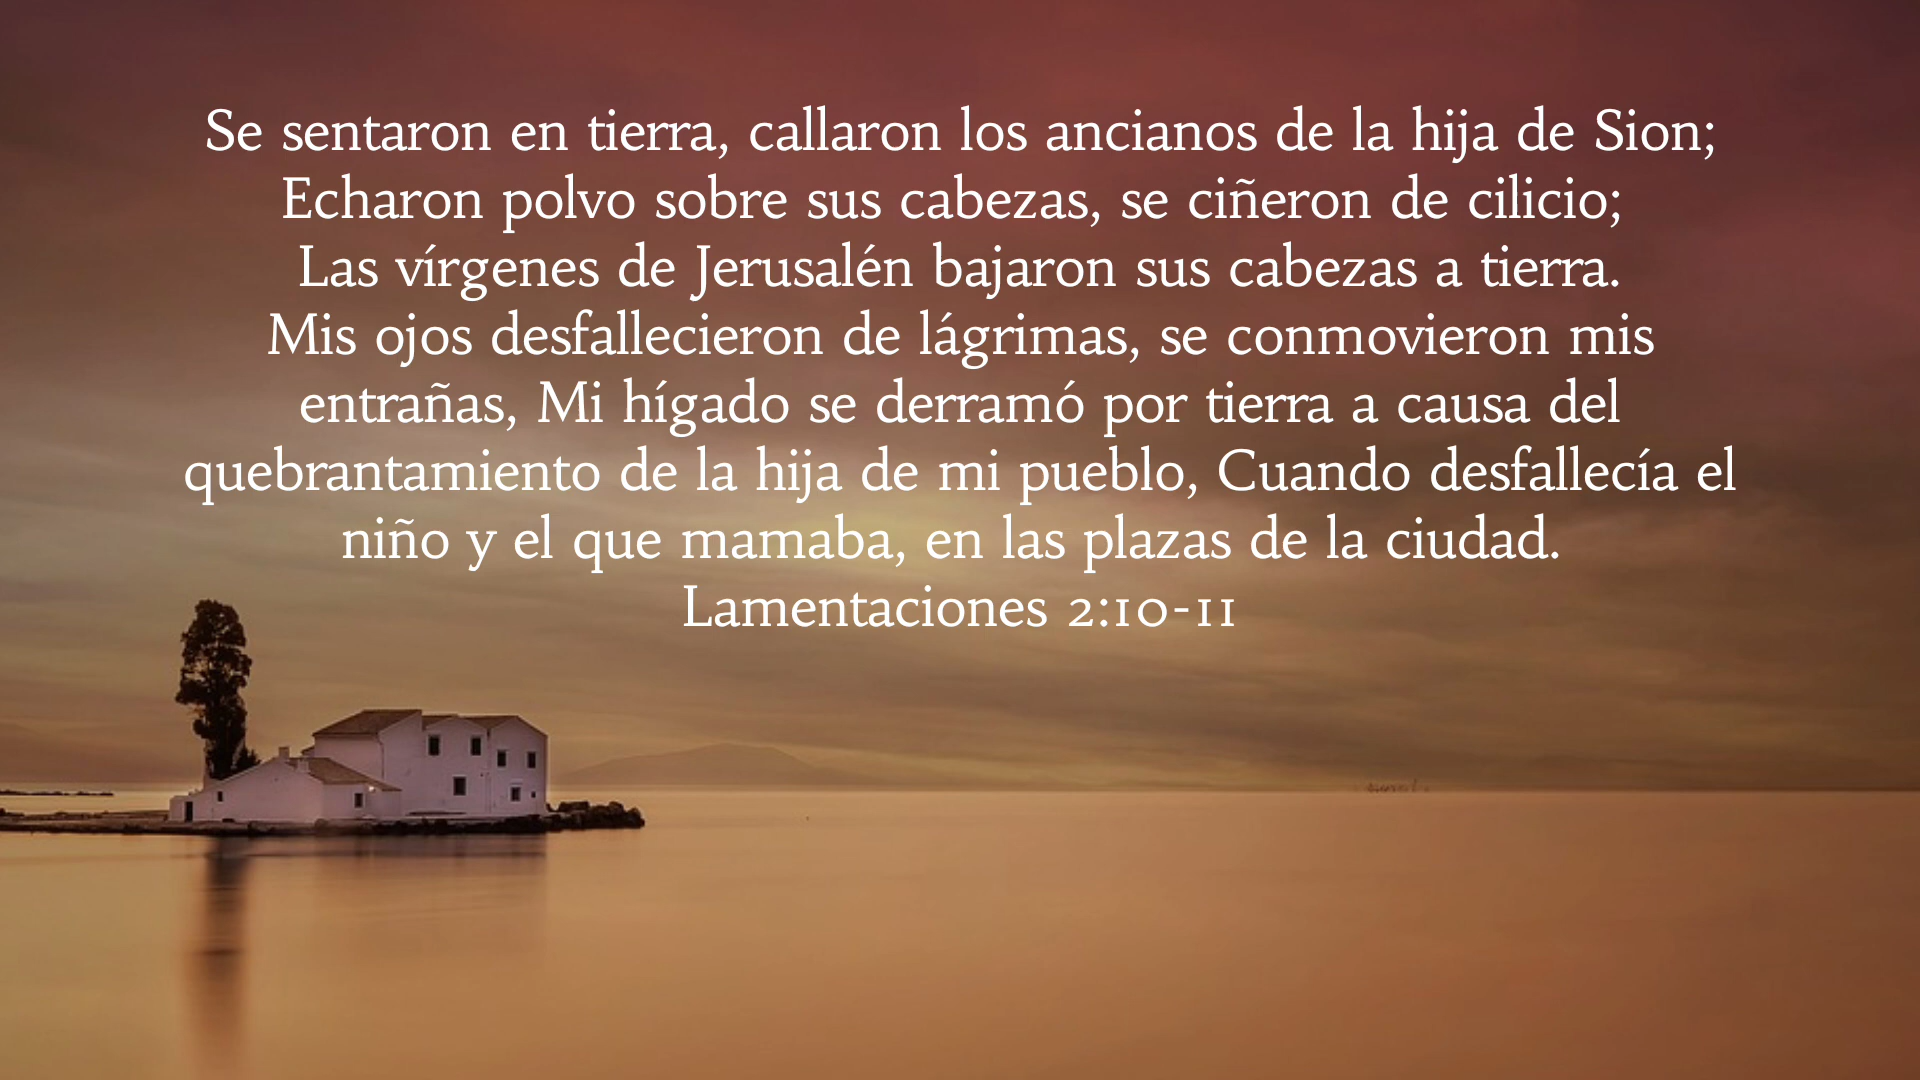 Se sentaron en tierra, callaron los ancianos de la hija de Sion;
Echaron polvo sobre sus cabezas, se ciñeron de cilicio;
Las vírgenes de Jerusalén bajaron sus cabezas a tierra.
Mis ojos desfallecieron de lágrimas, se conmovieron mis
entrañas, Mi hígado se derramó por tierra a causa del
quebrantamiento de la hija de mi pueblo, Cuando desfallecía el
niño y el que mamaba, en las plazas de la ciudad.
Lamentaciones 2:10-11